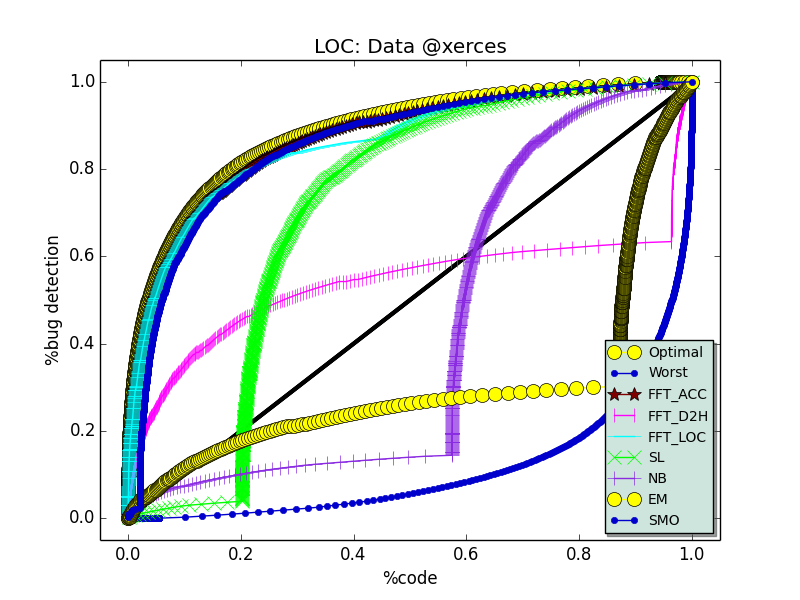 LOC: Data @xerces
1.0
0.8
0.6
0.4
0.2
0.0
%bug detection
Optimal
Worst
FFT_ACC
FFT_D2H
FFT_LOC
SL
NB
EM
SMO
0.0 0.2 0.4 0.6 0.8 1.0
%code